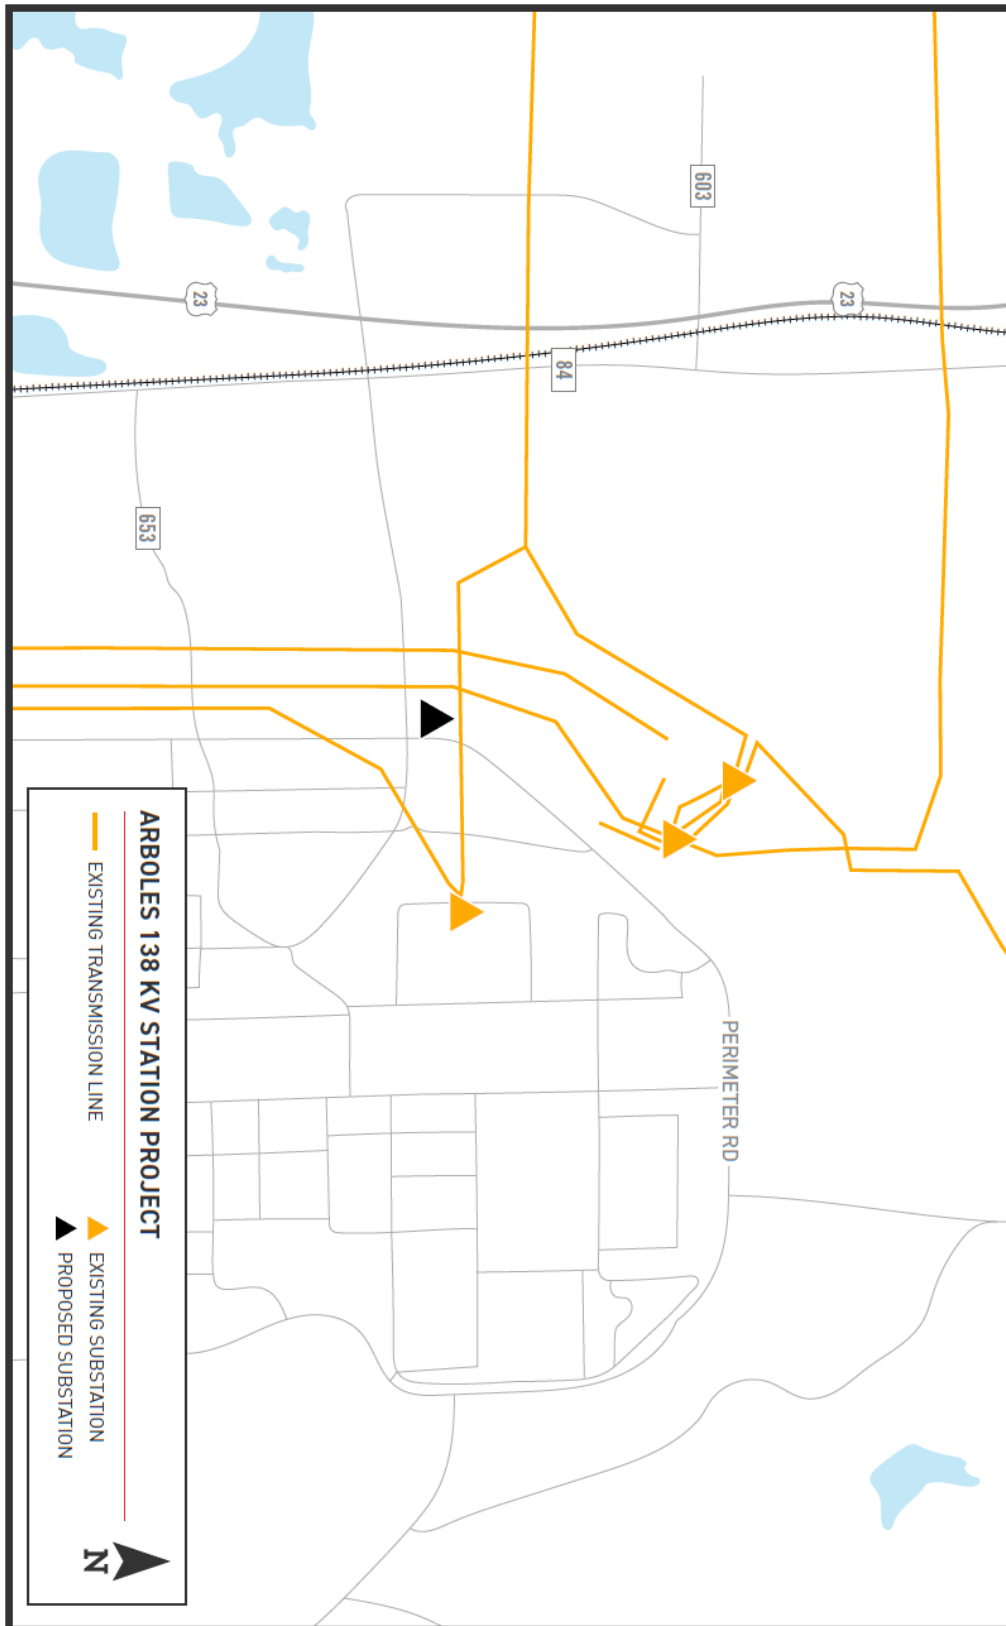 603
23
23
84
653
PERIMETER RD
ARBOLES 138 KV STATION PROJECT
EXISTING TRANSMISSION LINE
EXISTING SUBSTATION
PROPOSED SUBSTATION
N